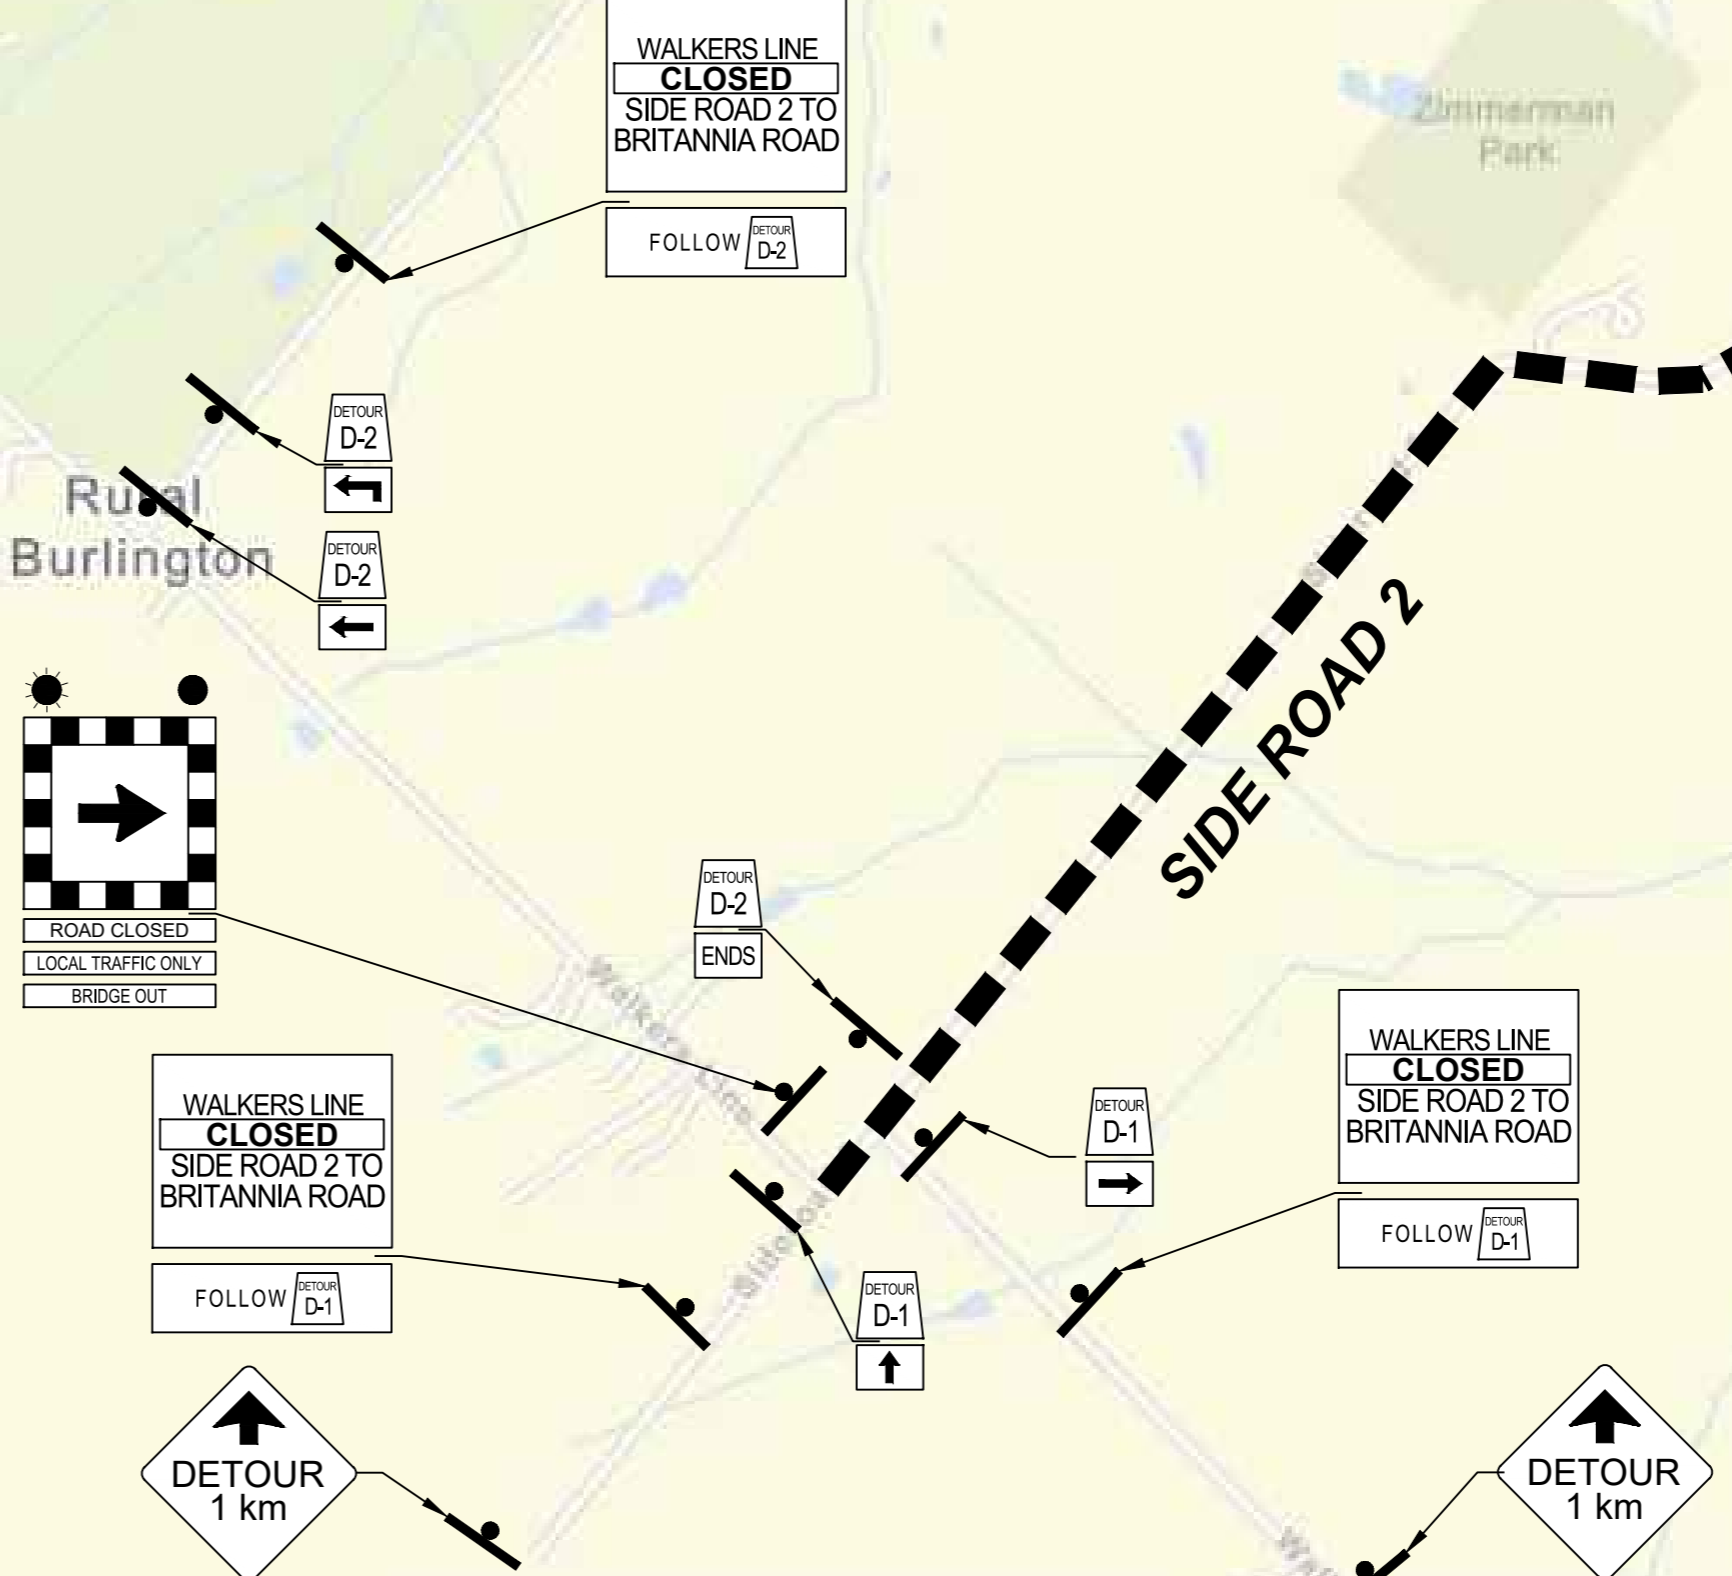 WALKERS LINE
CLOSED
SIDE ROAD 2 TO
BRITANNIA ROAD
FOLLOW DETOUR D-2
Zimmerman
Park
DETOUR
D-2
Rural
Burlington
DETOUR
D-2
SIDE ROAD 2
ROAD CLOSED
LOCAL TRAFFIC ONLY
BRIDGE OUT
DETOUR
D-2
ENDS
Walkers Line
WALKERS LINE
CLOSED
SIDE ROAD 2 TO
BRITANNIA ROAD
FOLLOW DETOUR D-1
DETOUR
D-1
WALKERS LINE
CLOSED
SIDE ROAD 2 TO
BRITANNIA ROAD
FOLLOW DETOUR D-1
DETOUR
D-1
DETOUR
1 km
DETOUR
1 km